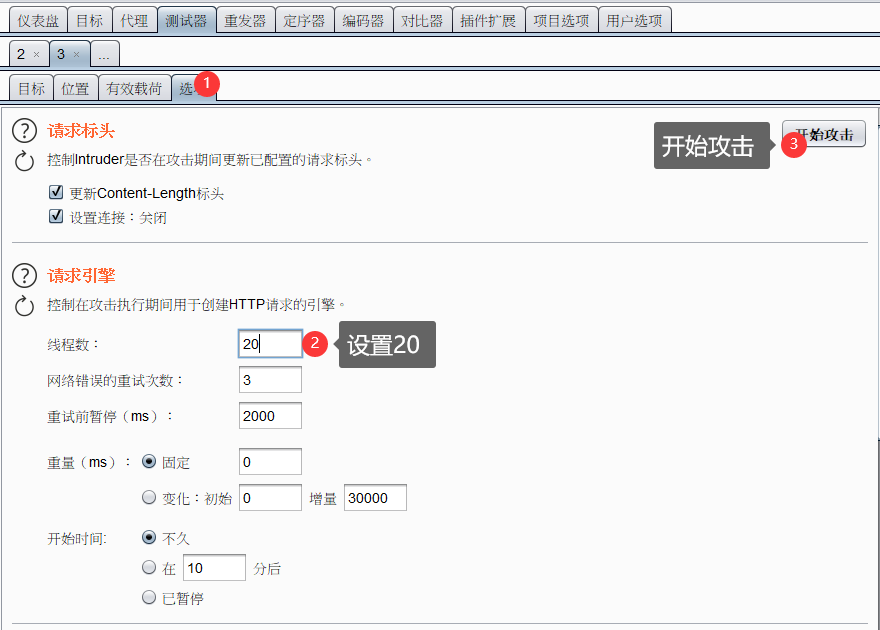 仪表盘 目标 代理 测试器 重发器 定序器 编码器 对比器 插件扩展 项目选项 用户选项
2 × 3 × ...
目标 位置 有效载荷 选 1
? 请求标头 开始攻击 3 开始攻击
控制Intruder是否在攻击期间更新已配置的请求标头。
更新Content-Length标头
设置连接：关闭
? 请求引擎
控制在攻击执行期间用于创建HTTP请求的引擎。
线程数： 20 2 设置20
网络错误的重试次数： 3
重试前暂停（ms）： 2000
重量（ms）： 固定 0
变化：初始 0 增量 30000
开始时间: 不久
在 10 分后
已暂停